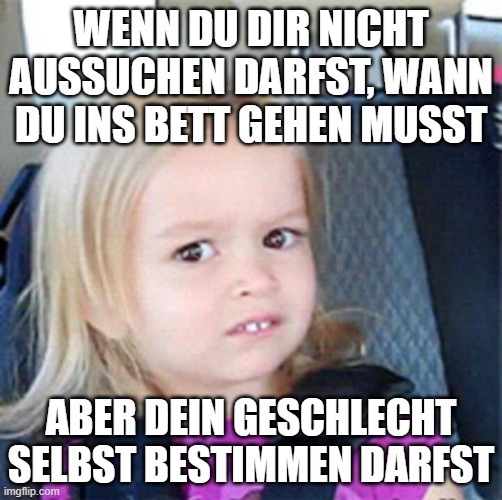 WENN DU DIR NICHT
AUSSUCHEN DARFST, WANN
DU INS BETT GEHEN MUSST
ABER DEIN GESCHLECHT
SELBST BESTIMMEN DARFST
imgflip.com